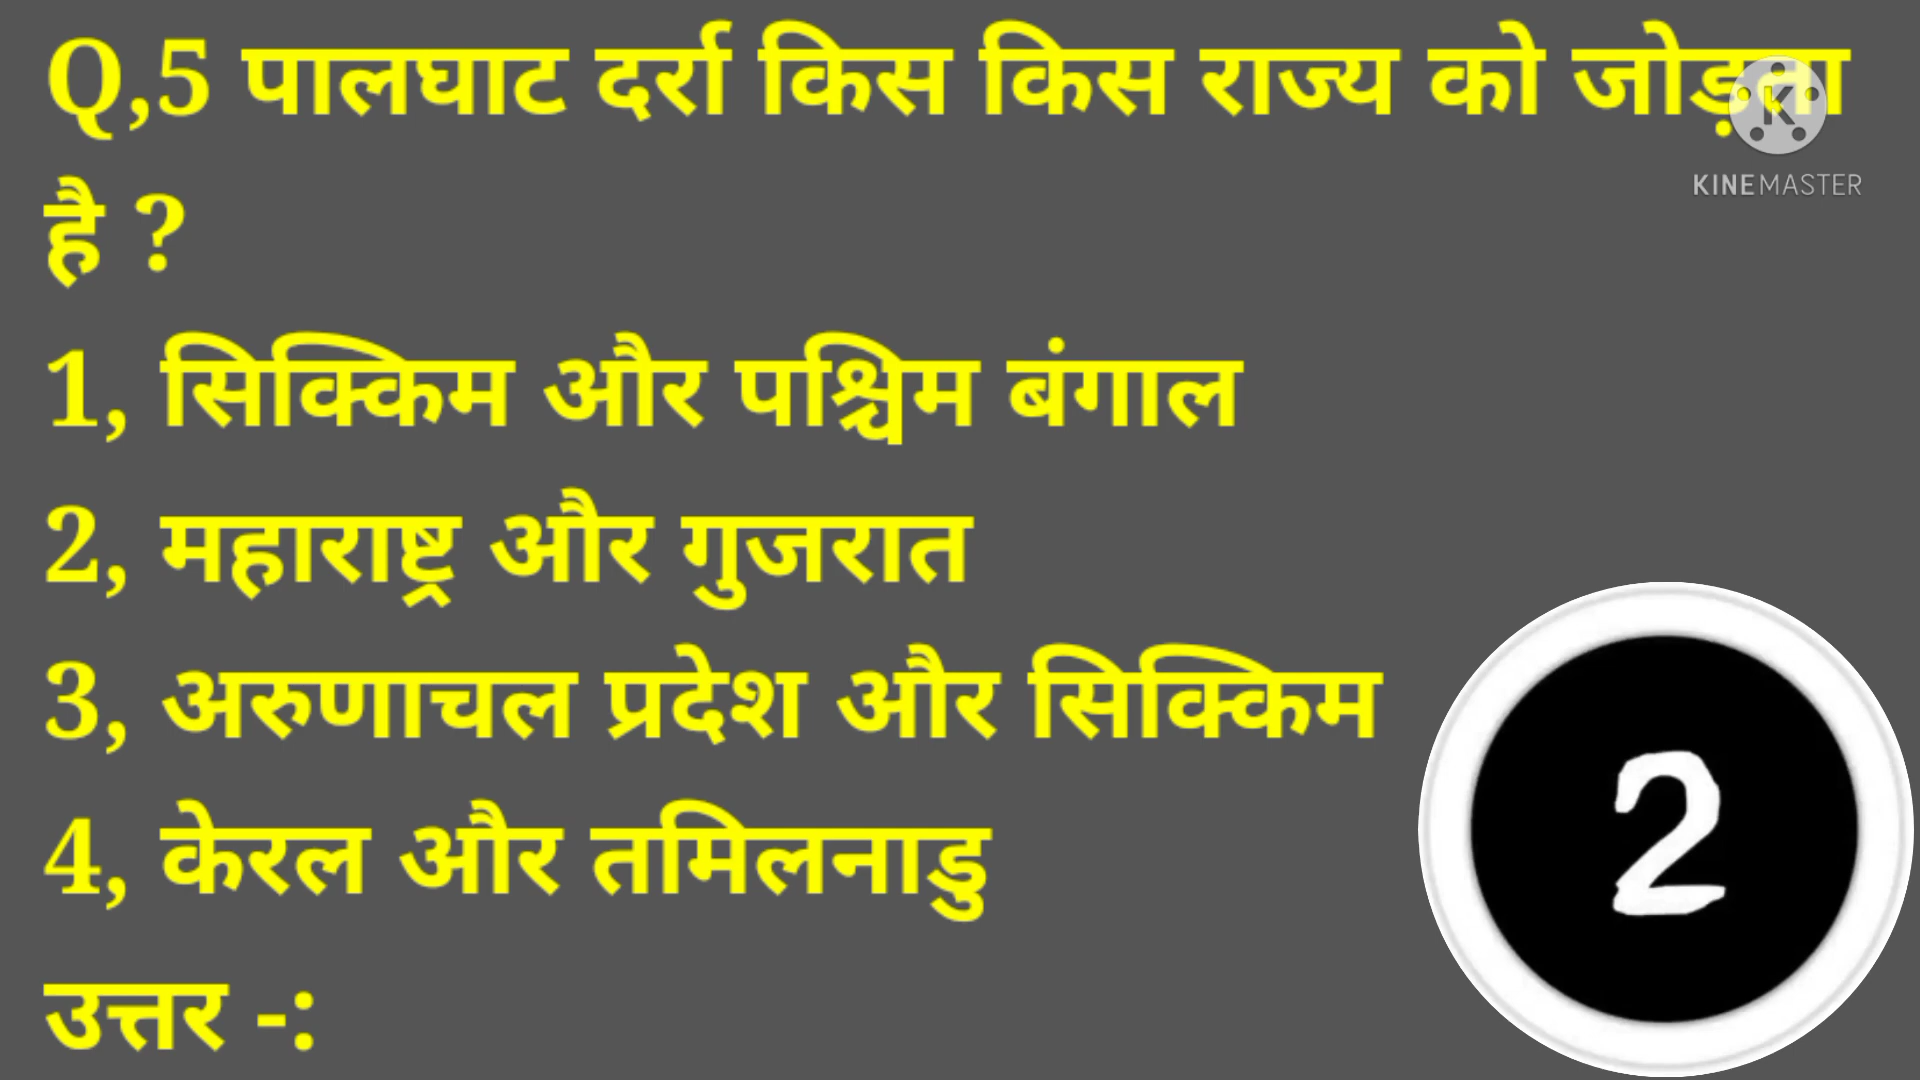 Q,5 पालघाट दर्रा किस किस राज्य को जोड़ता
है ?
1, सिक्किम और पश्चिम बंगाल
2, महाराष्ट्र और गुजरात
3, अरुणाचल प्रदेश और सिक्किम
4, केरल और तमिलनाडु
उत्तर -:
K
KINEMASTER
2